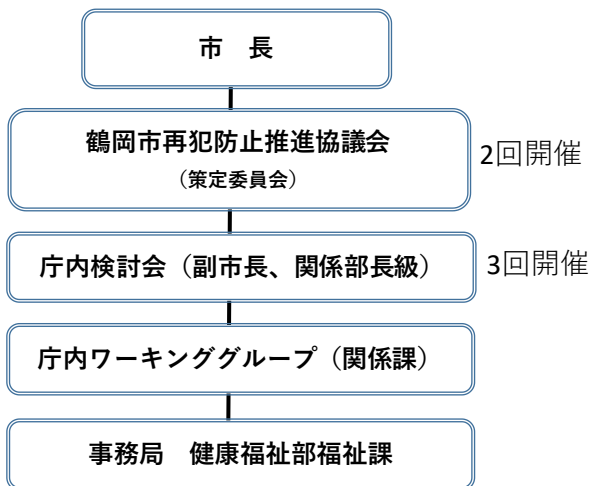 市　長
鶴岡市再犯防止推進協議会
（策定委員会）
2回開催
庁内検討会（副市長、関係部長級）
3回開催
庁内ワーキンググループ（関係課）
事務局　健康福祉部福祉課